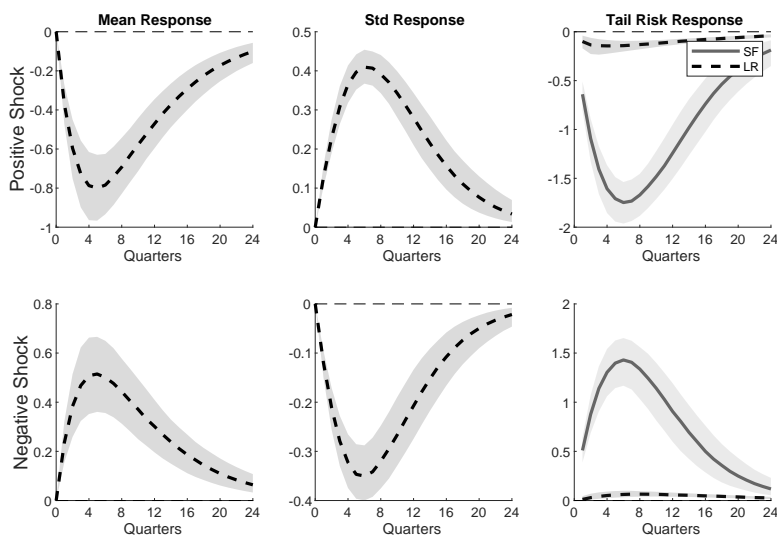 Mean Response
Std Response
Tail Risk Response
Positive Shock
0
-0.2
-0.4
-0.6
-0.8
-1
0 4 8 12 16 20 24
Quarters
0.5
0.4
0.3
0.2
0.1
0
0 4 8 12 16 20 24
Quarters
0
-0.5
-1
-1.5
-2
0 4 8 12 16 20 24
Quarters
SF
LR
Negative Shock
0.8
0.6
0.4
0.2
0
0 4 8 12 16 20 24
Quarters
0
-0.1
-0.2
-0.3
-0.4
0 4 8 12 16 20 24
Quarters
2
1.5
1
0.5
0
0 4 8 12 16 20 24
Quarters